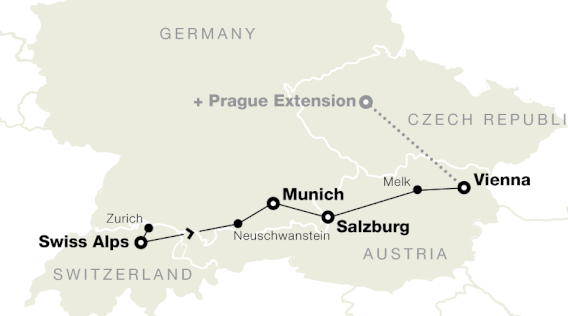 GERMANY
+ Prague Extension
CZECH REPUBLI
Vienna
Melk
Munich
Zurich
Salzburg
Neuschwanstein
Swiss Alps
AUSTRIA
SWITZERLAND